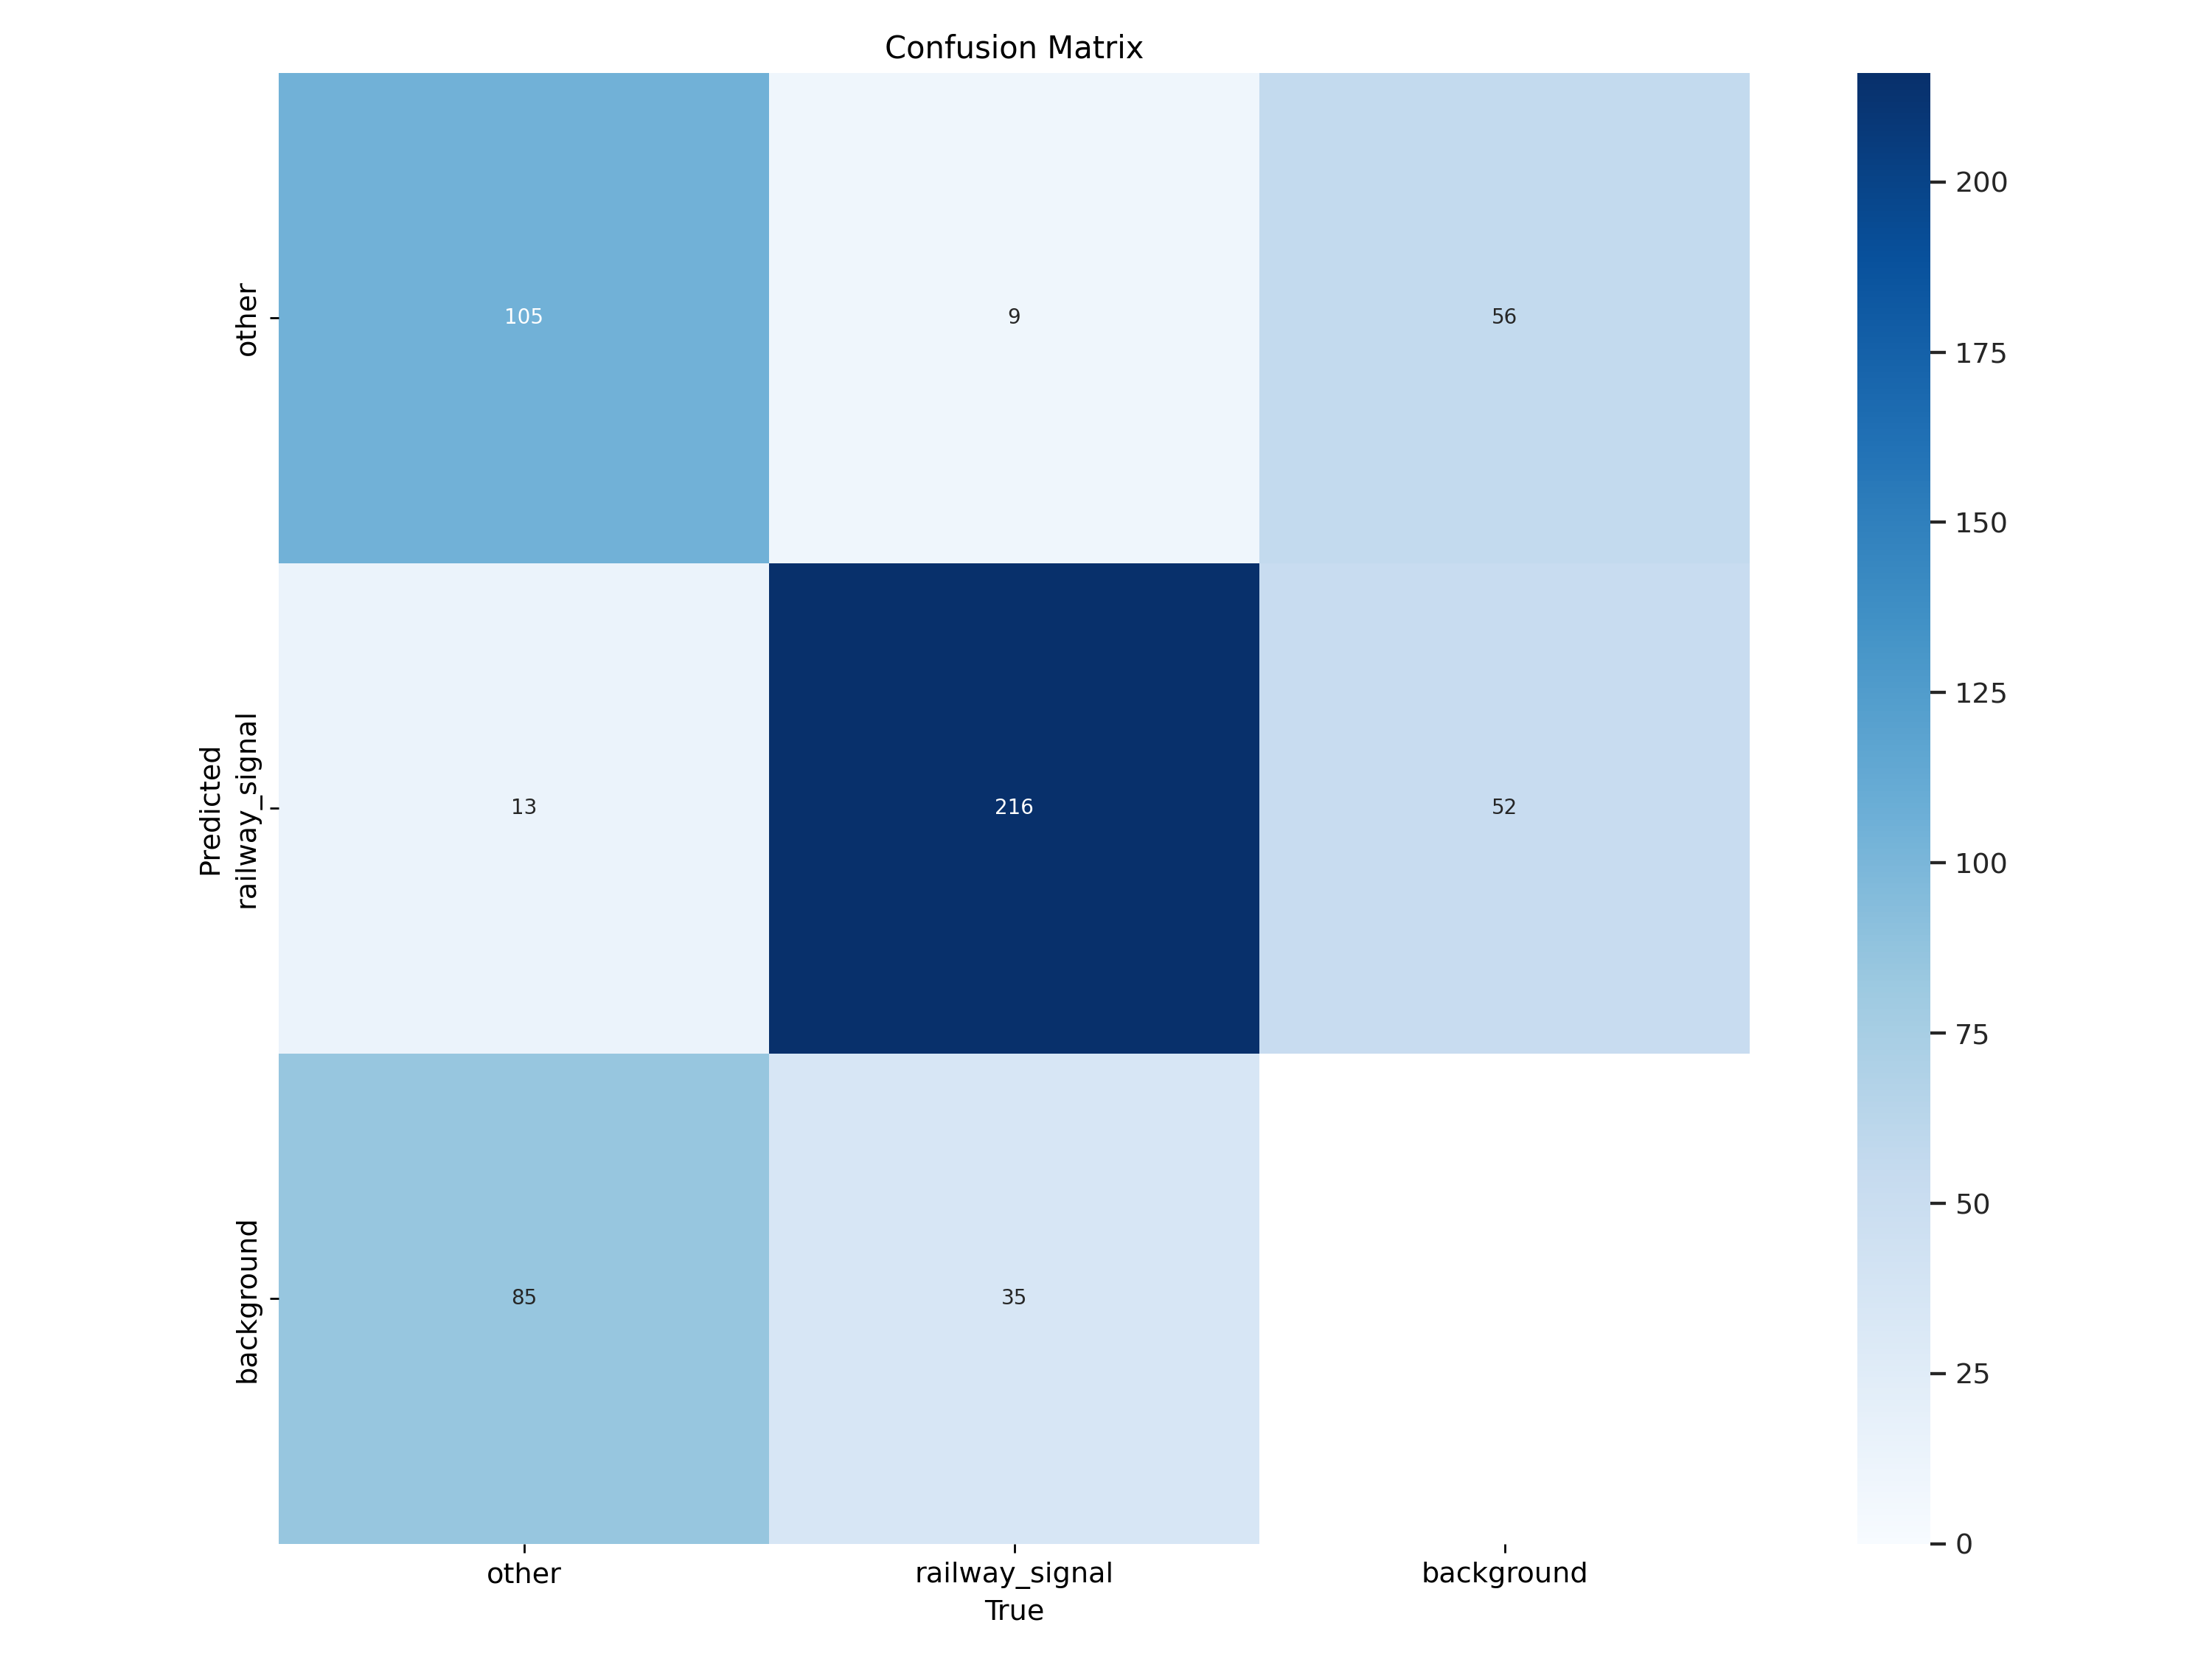 Confusion Matrix
other
105
9
56
200
175
150
125
100
75
50
25
0
Predicted
railway_signal
13
216
52
background
85
35
other
railway_signal
background
True